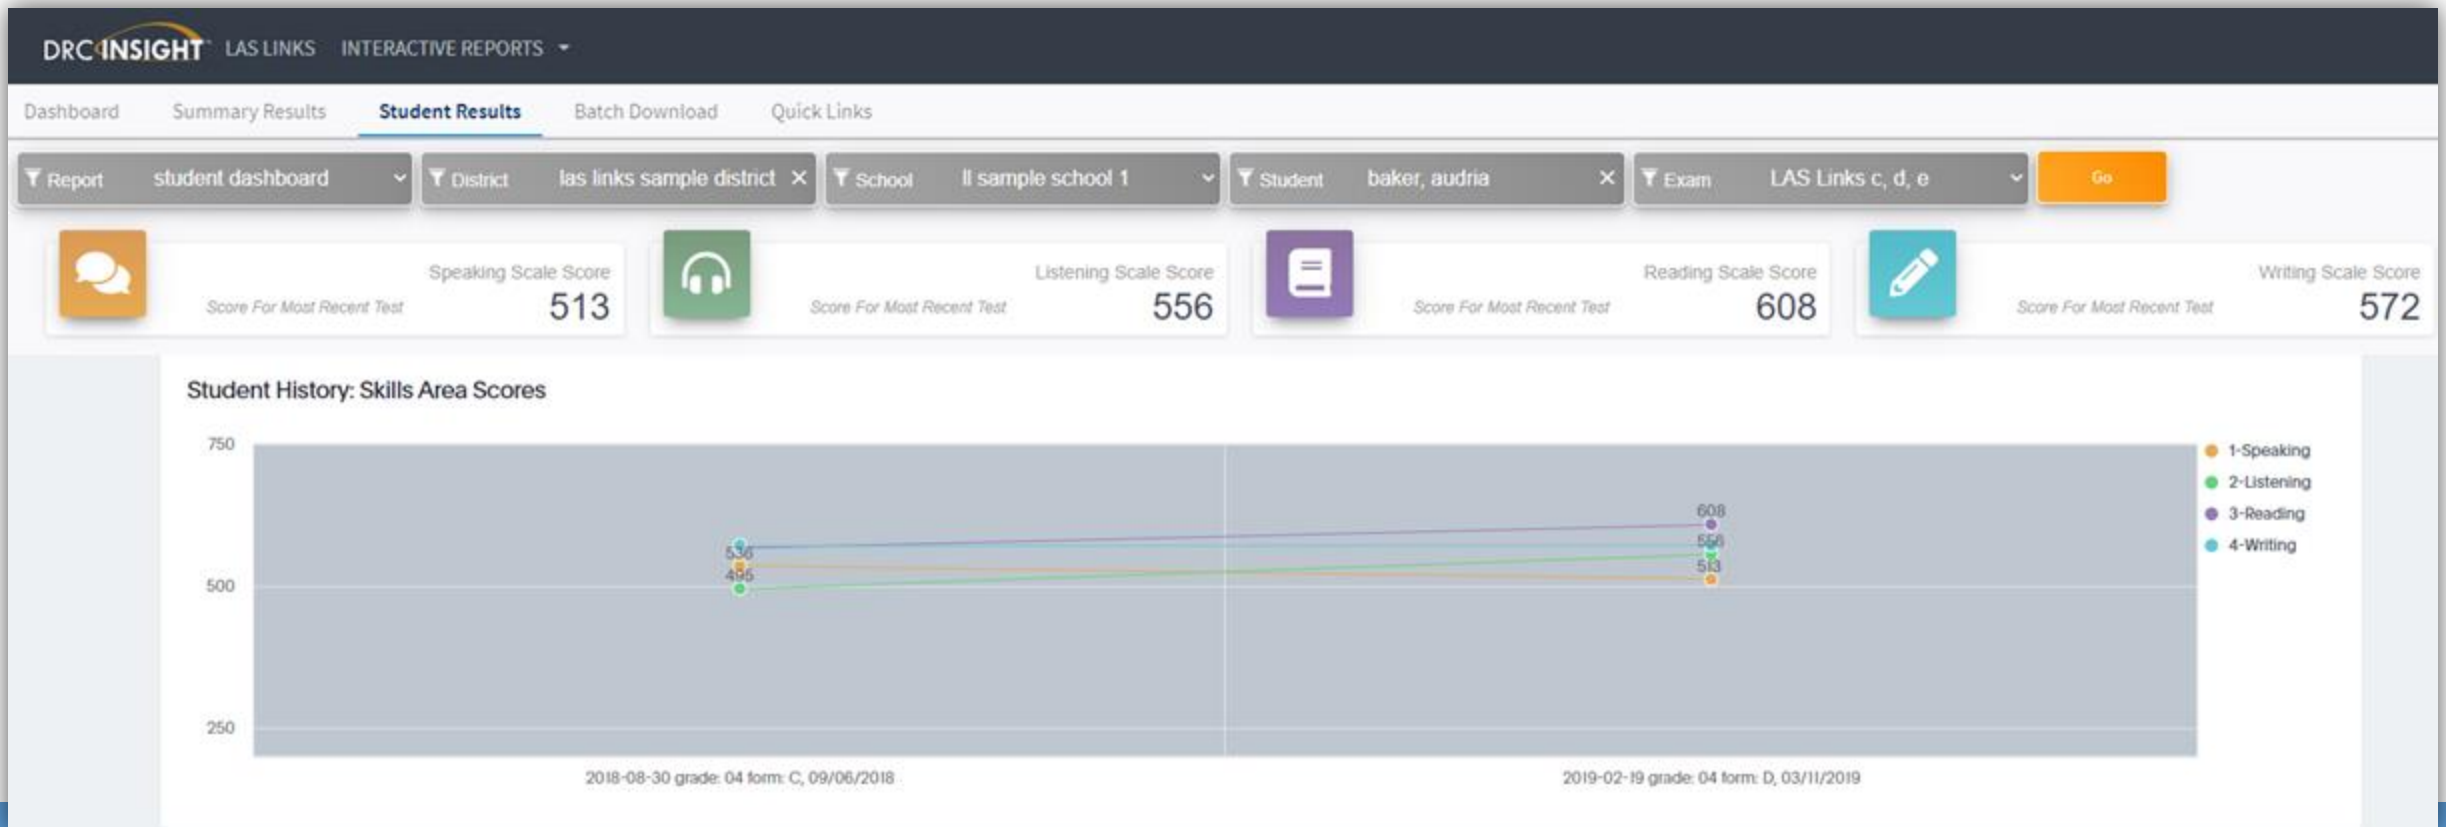 DRC INSIGHT LAS LINKS INTERACTIVE REPORTS
Dashboard Summary Results Student Results Batch Download Quick Links
Report student dashboard District las links sample district School ll sample school 1 Student baker, audria Exam LAS Links c, d, e Go
Speaking Scale Score
Score For Most Recent Test 513
Listening Scale Score
Score For Most Recent Test 556
Reading Scale Score
Score For Most Recent Test 608
Writing Scale Score
Score For Most Recent Test 572
Student History: Skills Area Scores
750
500
250
536
495
608
556
513
1-Speaking
2-Listening
3-Reading
4-Writing
2018-08-30 grade: 04 form: C, 09/06/2018
2019-02-19 grade: 04 form: D, 03/11/2019